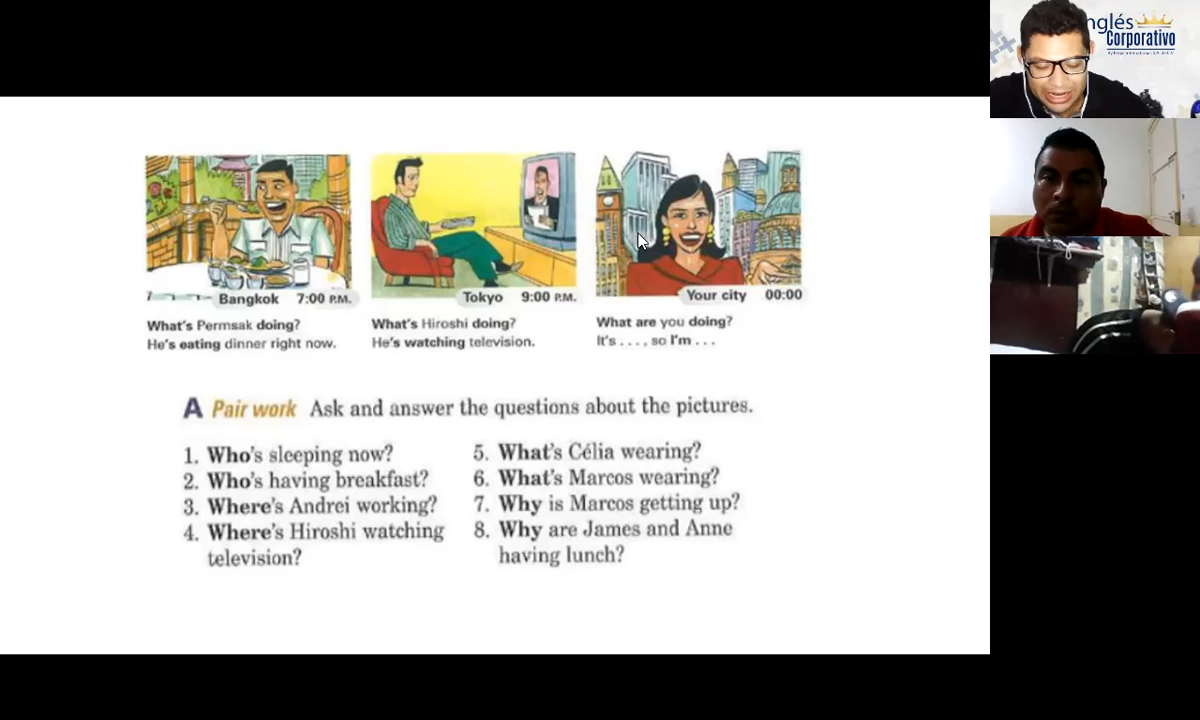 nglés
Corporativo
Bangkok 7:00 P.M.
What's Permsak doing?
He's eating dinner right now.
Tokyo 9:00 P.M.
What's Hiroshi doing?
He's watching television.
Your city 00:00
What are you doing?
It's . . . , so I'm . . .
A Pair work Ask and answer the questions about the pictures.
1. Who's sleeping now?
2. Who's having breakfast?
3. Where's Andrei working?
4. Where's Hiroshi watching
television?
5. What's Célia wearing?
6. What's Marcos wearing?
7. Why is Marcos getting up?
8. Why are James and Anne
having lunch?